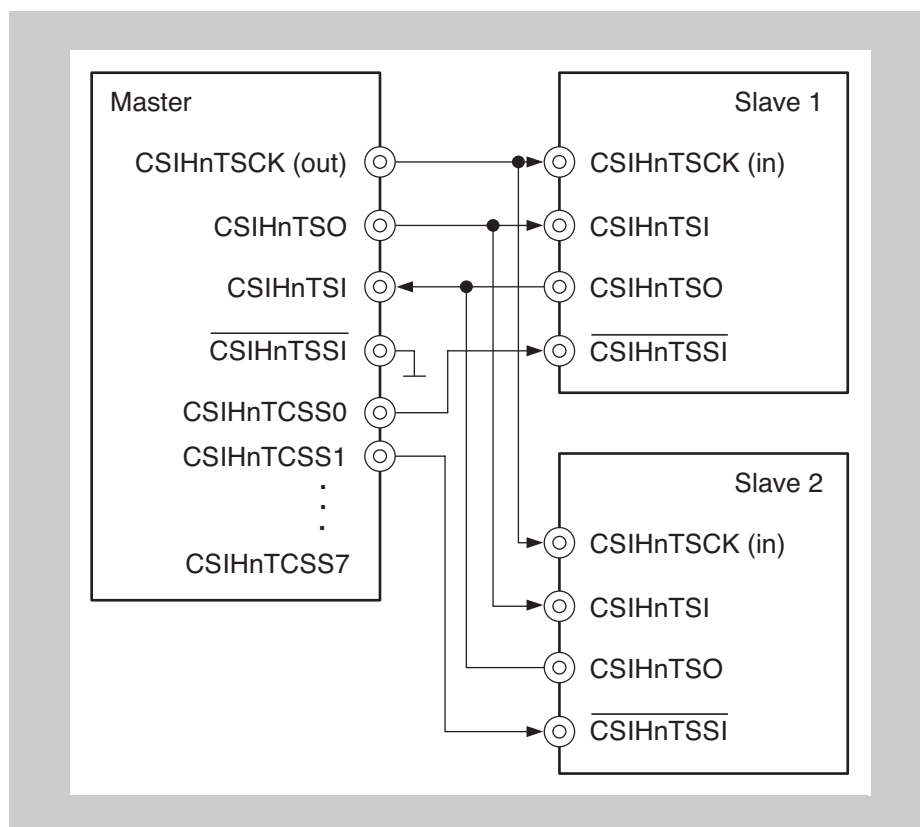 Master
CSIHnTSCK (out)
CSIHnTSO
CSIHnTSI
CSIHnTSSI
CSIHnTCSS0
CSIHnTCSS1
.
.
.
CSIHnTCSS7
Slave 1
CSIHnTSCK (in)
CSIHnTSI
CSIHnTSO
CSIHnTSSI
Slave 2
CSIHnTSCK (in)
CSIHnTSI
CSIHnTSO
CSIHnTSSI